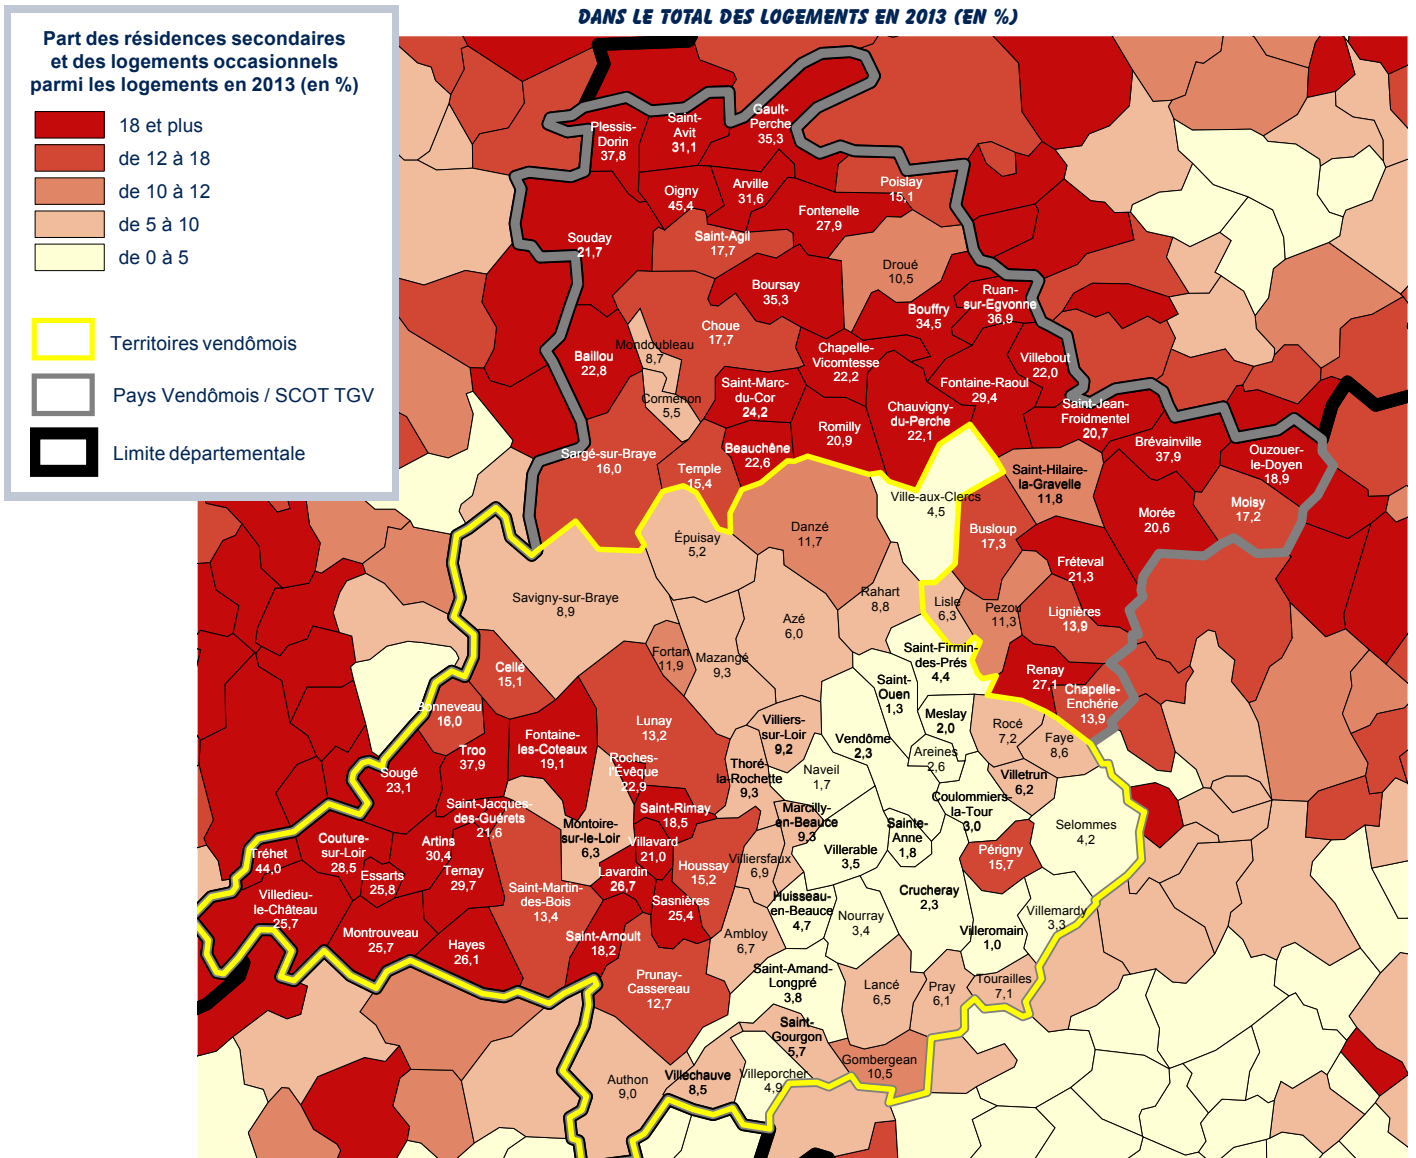 DANS LE TOTAL DES LOGEMENTS EN 2013 (EN %)
Part des résidences secondaires
et des logements occasionnels
parmi les logements en 2013 (en %)
18 et plus
de 12 à 18
de 10 à 12
de 5 à 10
de 0 à 5
Territoires vendômois
Pays Vendômois / SCOT TGV
Limite départementale
Gault-
Perche
35,3
Saint-
Avit
31,1
Plessis-
Dorin
37,8
Oigny
45,4
Arville
31,6
Poislay
15,1
Fontenelle
27,9
Souday
21,7
Saint-Agil
17,7
Droué
10,5
Boursay
35,3
Ruan-
sur-Egvonne
36,9
Bouffry
34,5
Choue
17,7
Mondoubleau
8,7
Baillou
22,8
Chapelle-
Vicomtesse
22,2
Villebout
22,0
Fontaine-Raoul
29,4
Saint-Marc-
du-Cor
24,2
Cormenon
5,5
Chauvigny-
du-Perche
22,1
Saint-Jean-
Froidmentel
20,7
Romilly
20,9
Brévainville
37,9
Beauchêne
22,6
Sargé-sur-Braye
16,0
Temple
15,4
Ouzouer-
le-Doyen
18,9
Saint-Hilaire-
la-Gravelle
11,8
Ville-aux-Clercs
4,5
Moisy
17,2
Morée
20,6
Busloup
17,3
Danzé
11,7
Épuisay
5,2
Fréteval
21,3
Savigny-sur-Braye
8,9
Rahart
8,8
Lisle
6,3
Pezou
11,3
Lignières
13,9
Azé
6,0
Fortan
11,9
Mazangé
9,3
Saint-Firmin-
des-Prés
4,4
Renay
27,1
Cellé
15,1
Saint-
Ouen
1,3
Chapelle-
Enchérie
13,9
Bonneveau
16,0
Meslay
2,0
Lunay
13,2
Villiers-
sur-Loir
9,2
Rocé
7,2
Faye
8,6
Fontaine-
les-Coteaux
19,1
Vendôme
2,3
Areines
2,6
Troo
37,9
Roches-
l'Évêque
22,9
Thoré-
la-Rochette
9,3
Naveil
1,7
Villetrun
6,2
Sougé
23,1
Coulommiers-
la-Tour
3,0
Saint-Jacques-
des-Guérets
21,6
Saint-Rimay
18,5
Marcilly-
en-Beauce
9,3
Sainte-
Anne
1,8
Selommes
4,2
Montoire-
sur-le-Loir
6,3
Couture-
sur-Loir
28,5
Artins
30,4
Villavard
21,0
Villerable
3,5
Périgny
15,7
Tréhet
44,0
Villiersfaux
6,9
Houssay
15,2
Essarts
25,8
Ternay
29,7
Lavardin
26,7
Saint-Martin-
des-Bois
13,4
Crucheray
2,3
Villedieu-
le-Château
25,7
Huisseau-
en-Beauce
4,7
Sasnières
25,4
Nourray
3,4
Villemardy
3,3
Montrouveau
25,7
Villeromain
1,0
Ambloy
6,7
Saint-Arnoult
18,2
Hayes
26,1
Saint-Amand-
Longpré
3,8
Prunay-
Cassereau
12,7
Lancé
6,5
Pray
6,1
Tourailles
7,1
Saint-
Gourgon
5,7
Gombergean
10,5
Villechauve
8,5
Villeporcher
4,9
Authon
9,0